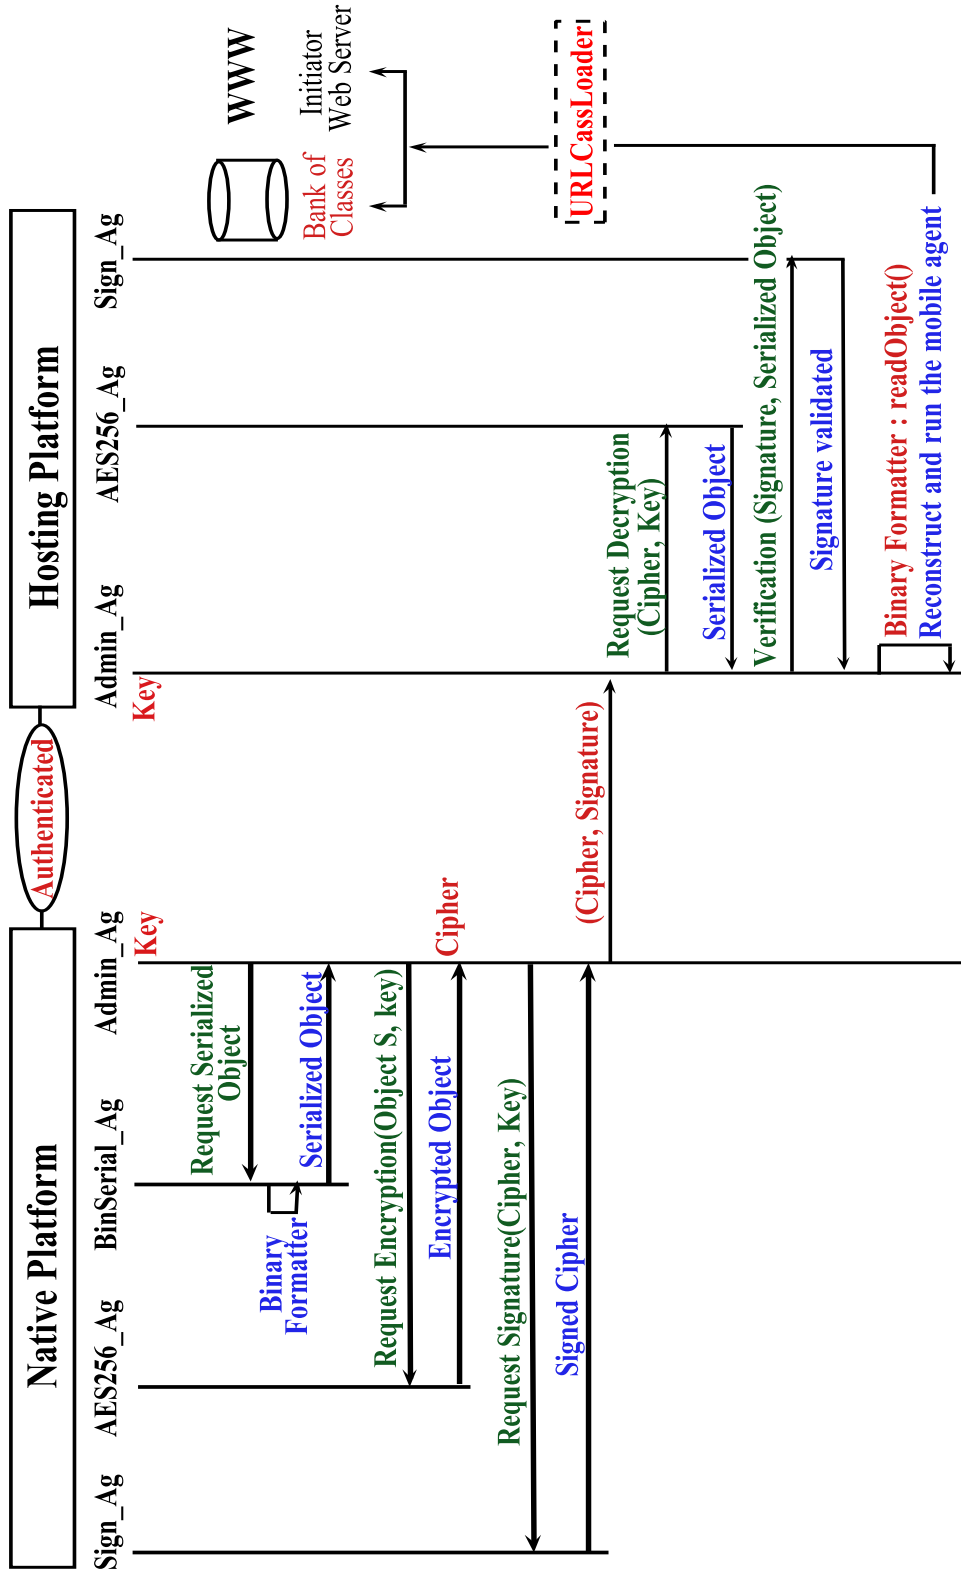 Native Platform
Authenticated
Hosting Platform
Sign_Ag
AES256_Ag
BinSerial_Ag
Admin_Ag
Admin_Ag
AES256_Ag
Sign_Ag
Key
Key
Request Serialized
Object
Binary
Formatter
Serialized Object
Request Encryption(Object S, key)
Encrypted Object
Cipher
Request Signature(Cipher, Key)
Signed Cipher
(Cipher, Signature)
Request Decryption
(Cipher, Key)
Serialized Object
Verification (Signature, Serialized Object)
Signature validated
Binary Formatter : readObject()
Reconstruct and run the mobile agent
WWW
Bank of
Classes
Initiator
Web Server
URLCassLoader